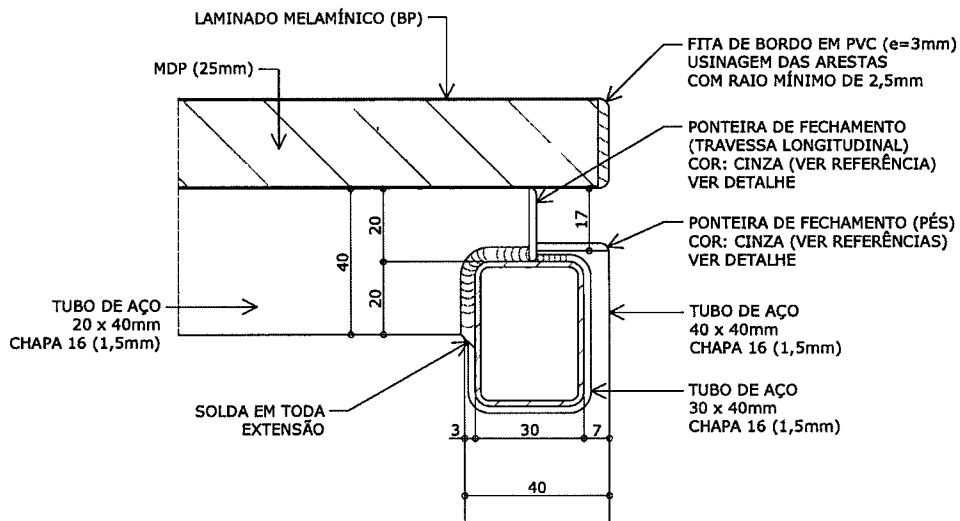 LAMINADO MELAMÍNICO (BP)
MDP (25mm)
FITA DE BORDO EM PVC (e=3mm)
USINAGEM DAS ARESTAS
COM RAIO MÍNIMO DE 2,5mm
PONTEIRA DE FECHAMENTO
(TRAVESSA LONGITUDINAL)
COR: CINZA (VER REFERÊNCIA)
VER DETALHE
PONTEIRA DE FECHAMENTO (PÉS)
COR: CINZA (VER REFERÊNCIAS)
VER DETALHE
40
20
20
17
TUBO DE AÇO
20 x 40mm
CHAPA 16 (1,5mm)
TUBO DE AÇO
40 x 40mm
CHAPA 16 (1,5mm)
TUBO DE AÇO
30 x 40mm
CHAPA 16 (1,5mm)
SOLDA EM TODA
EXTENSÃO
3 30 7
40